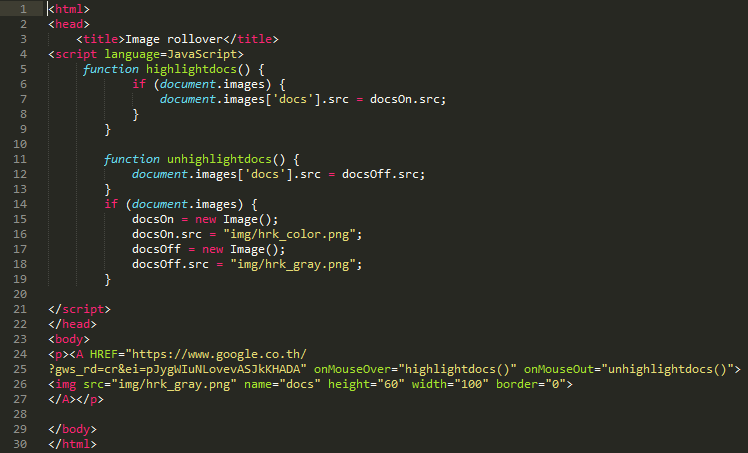 1 <html>
2 <head>
3     <title>Image rollover</title>
4 <script language=JavaScript>
5      function highlightdocs() {
6             if (document.images) {
7                 document.images['docs'].src = docsOn.src;
8             }
9         }
10
11         function unhighlightdocs() {
12             document.images['docs'].src = docsOff.src;
13         }
14         if (document.images) {
15             docsOn = new Image();
16             docsOn.src = "img/hrk_color.png";
17             docsOff = new Image();
18             docsOff.src = "img/hrk_gray.png";
19         }
20
21 </script>
22 </head>
23 <body>
24 <p><A HREF="https://www.google.co.th/
25 ?gws_rd=cr&ei=pJygWIuNLovevASJkKHADA" onMouseOver="highlightdocs()" onMouseOut="unhighlightdocs()">
26 <img src="img/hrk_gray.png" name="docs" height="60" width="100" border="0">
27 </A></p>
28
29 </body>
30 </html>